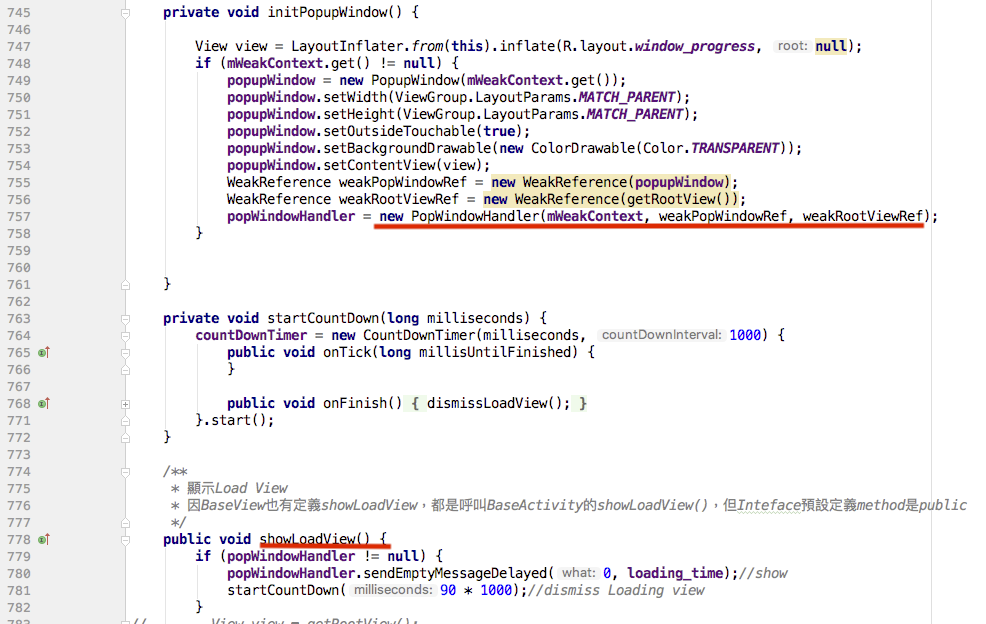 745 private void initPopupWindow() {
746
747 View view = LayoutInflater.from(this).inflate(R.layout.window_progress, root: null);
748 if (mWeakContext.get() != null) {
749 popupWindow = new PopupWindow(mWeakContext.get());
750 popupWindow.setWidth(ViewGroup.LayoutParams.MATCH_PARENT);
751 popupWindow.setHeight(ViewGroup.LayoutParams.MATCH_PARENT);
752 popupWindow.setOutsideTouchable(true);
753 popupWindow.setBackgroundDrawable(new ColorDrawable(Color.TRANSPARENT));
754 popupWindow.setContentView(view);
755 WeakReference weakPopWindowRef = new WeakReference(popupWindow);
756 WeakReference weakRootViewRef = new WeakReference(getRootView());
757 popWindowHandler = new PopWindowHandler(mWeakContext, weakPopWindowRef, weakRootViewRef);
758 }
759
760
761 }
762
763 private void startCountDown(long milliseconds) {
764 countDownTimer = new CountDownTimer(milliseconds, countDownInterval: 1000) {
765 public void onTick(long millisUntilFinished) {
766 }
767
768 public void onFinish() { dismissLoadView(); }
771 }.start();
772 }
773
774 /**
775 * 顯示Load View
776 * 因BaseView也有定義showLoadView，都是呼叫BaseActivity的showLoadView()，但Inteface預設定義method是public
777 */
778 public void showLoadView() {
779 if (popWindowHandler != null) {
780 popWindowHandler.sendEmptyMessageDelayed( what: 0, loading_time);//show
781 startCountDown( milliseconds: 90 * 1000);//dismiss Loading view
782 }
783 // View view = getRootView();